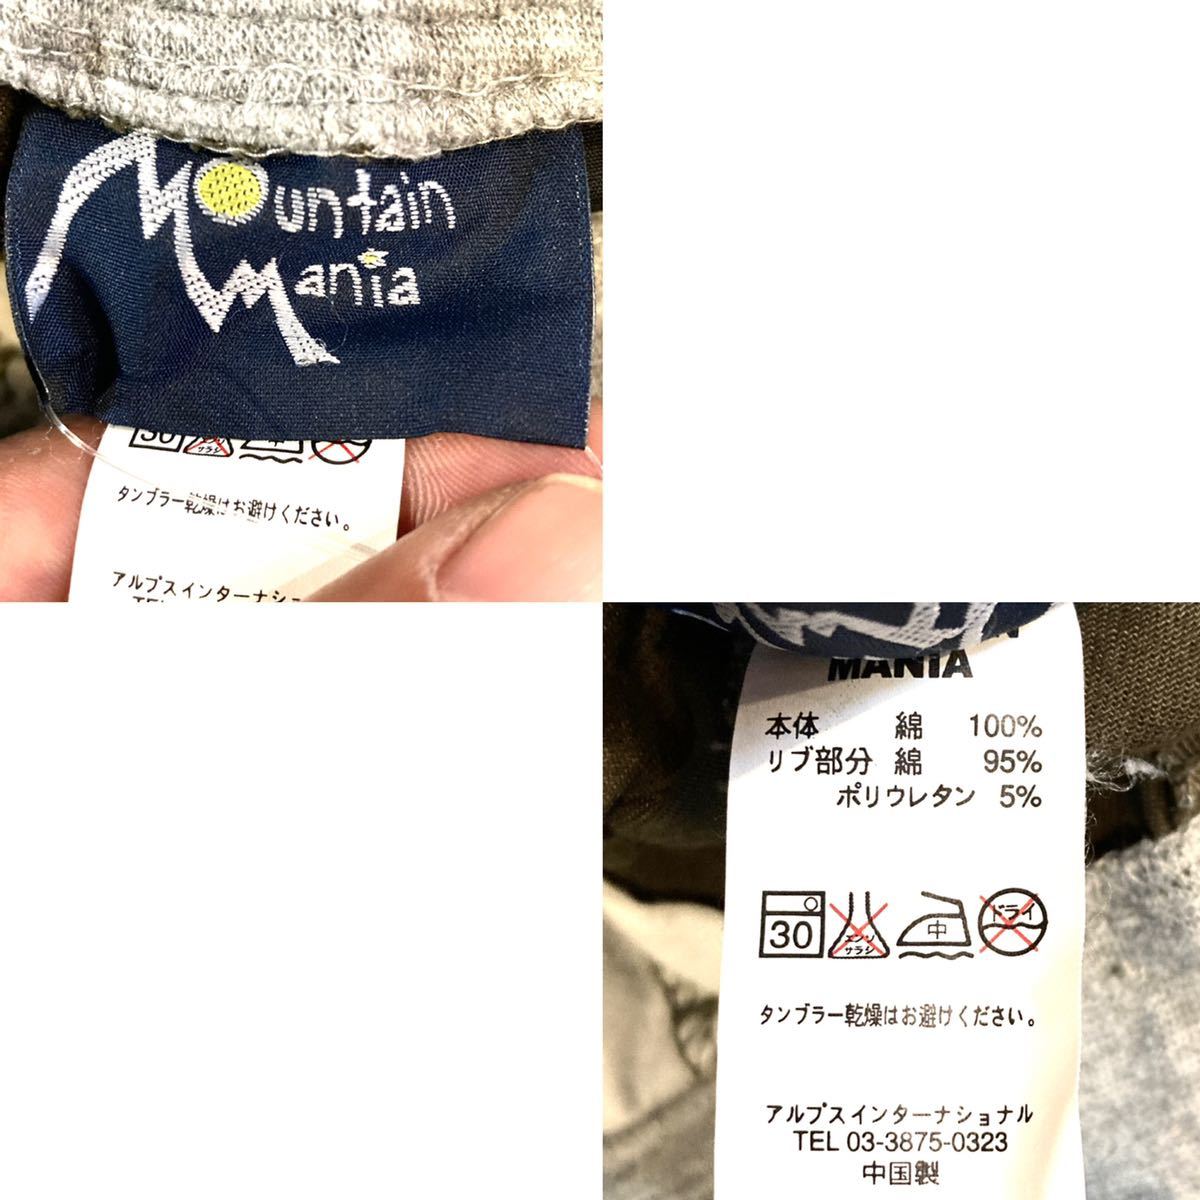 Mountain
Mania
30
サラシ
中
タンブラー乾燥はお避けください。
アルプスインターナショナル
TEL
MANIA
本体 綿 100%
リブ部分 綿 95%
ポリウレタン 5%
30
エンソ
サラシ
中
ドライ
タンブラー乾燥はお避けください。
アルプスインターナショナル
TEL 03-3875-0323
中国製